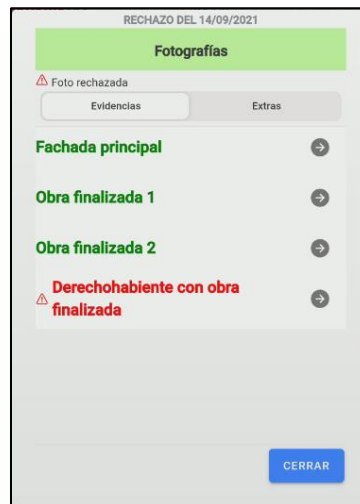 RECHAZO DEL 14/09/2021
Fotografías
Foto rechazada
Evidencias
Extras
Fachada principal
Obra finalizada 1
Obra finalizada 2
Derechohabiente con obra
finalizada
CERRAR